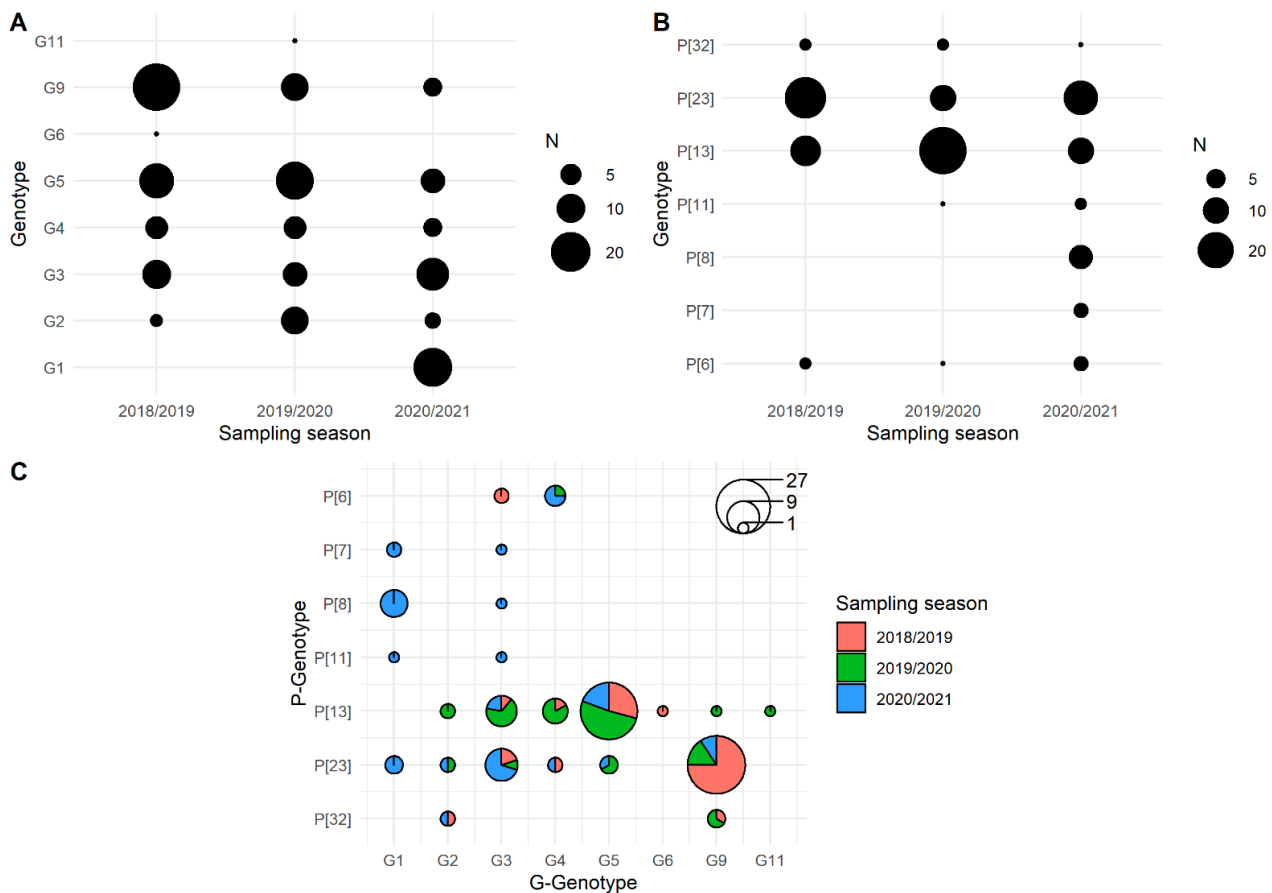 A
G11
G9
G6
G5
G4
G3
G2
G1
Genotype
2018/2019 2019/2020 2020/2021
Sampling season
N
5
10
20
B
P[32]
P[23]
P[13]
P[11]
P[8]
P[7]
P[6]
Genotype
2018/2019 2019/2020 2020/2021
Sampling season
N
5
10
20
C
P[6]
P[7]
P[8]
P[11]
P[13]
P[23]
P[32]
P-Genotype
27
9
1
G1 G2 G3 G4 G5 G6 G9 G11
G-Genotype
Sampling season
2018/2019
2019/2020
2020/2021